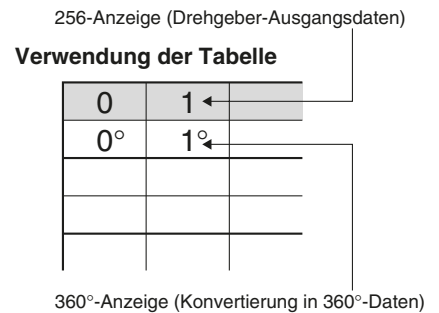 256-Anzeige (Drehgeber-Ausgangsdaten)
Verwendung der Tabelle
0 1
0° 1°
360°-Anzeige (Konvertierung in 360°-Daten)